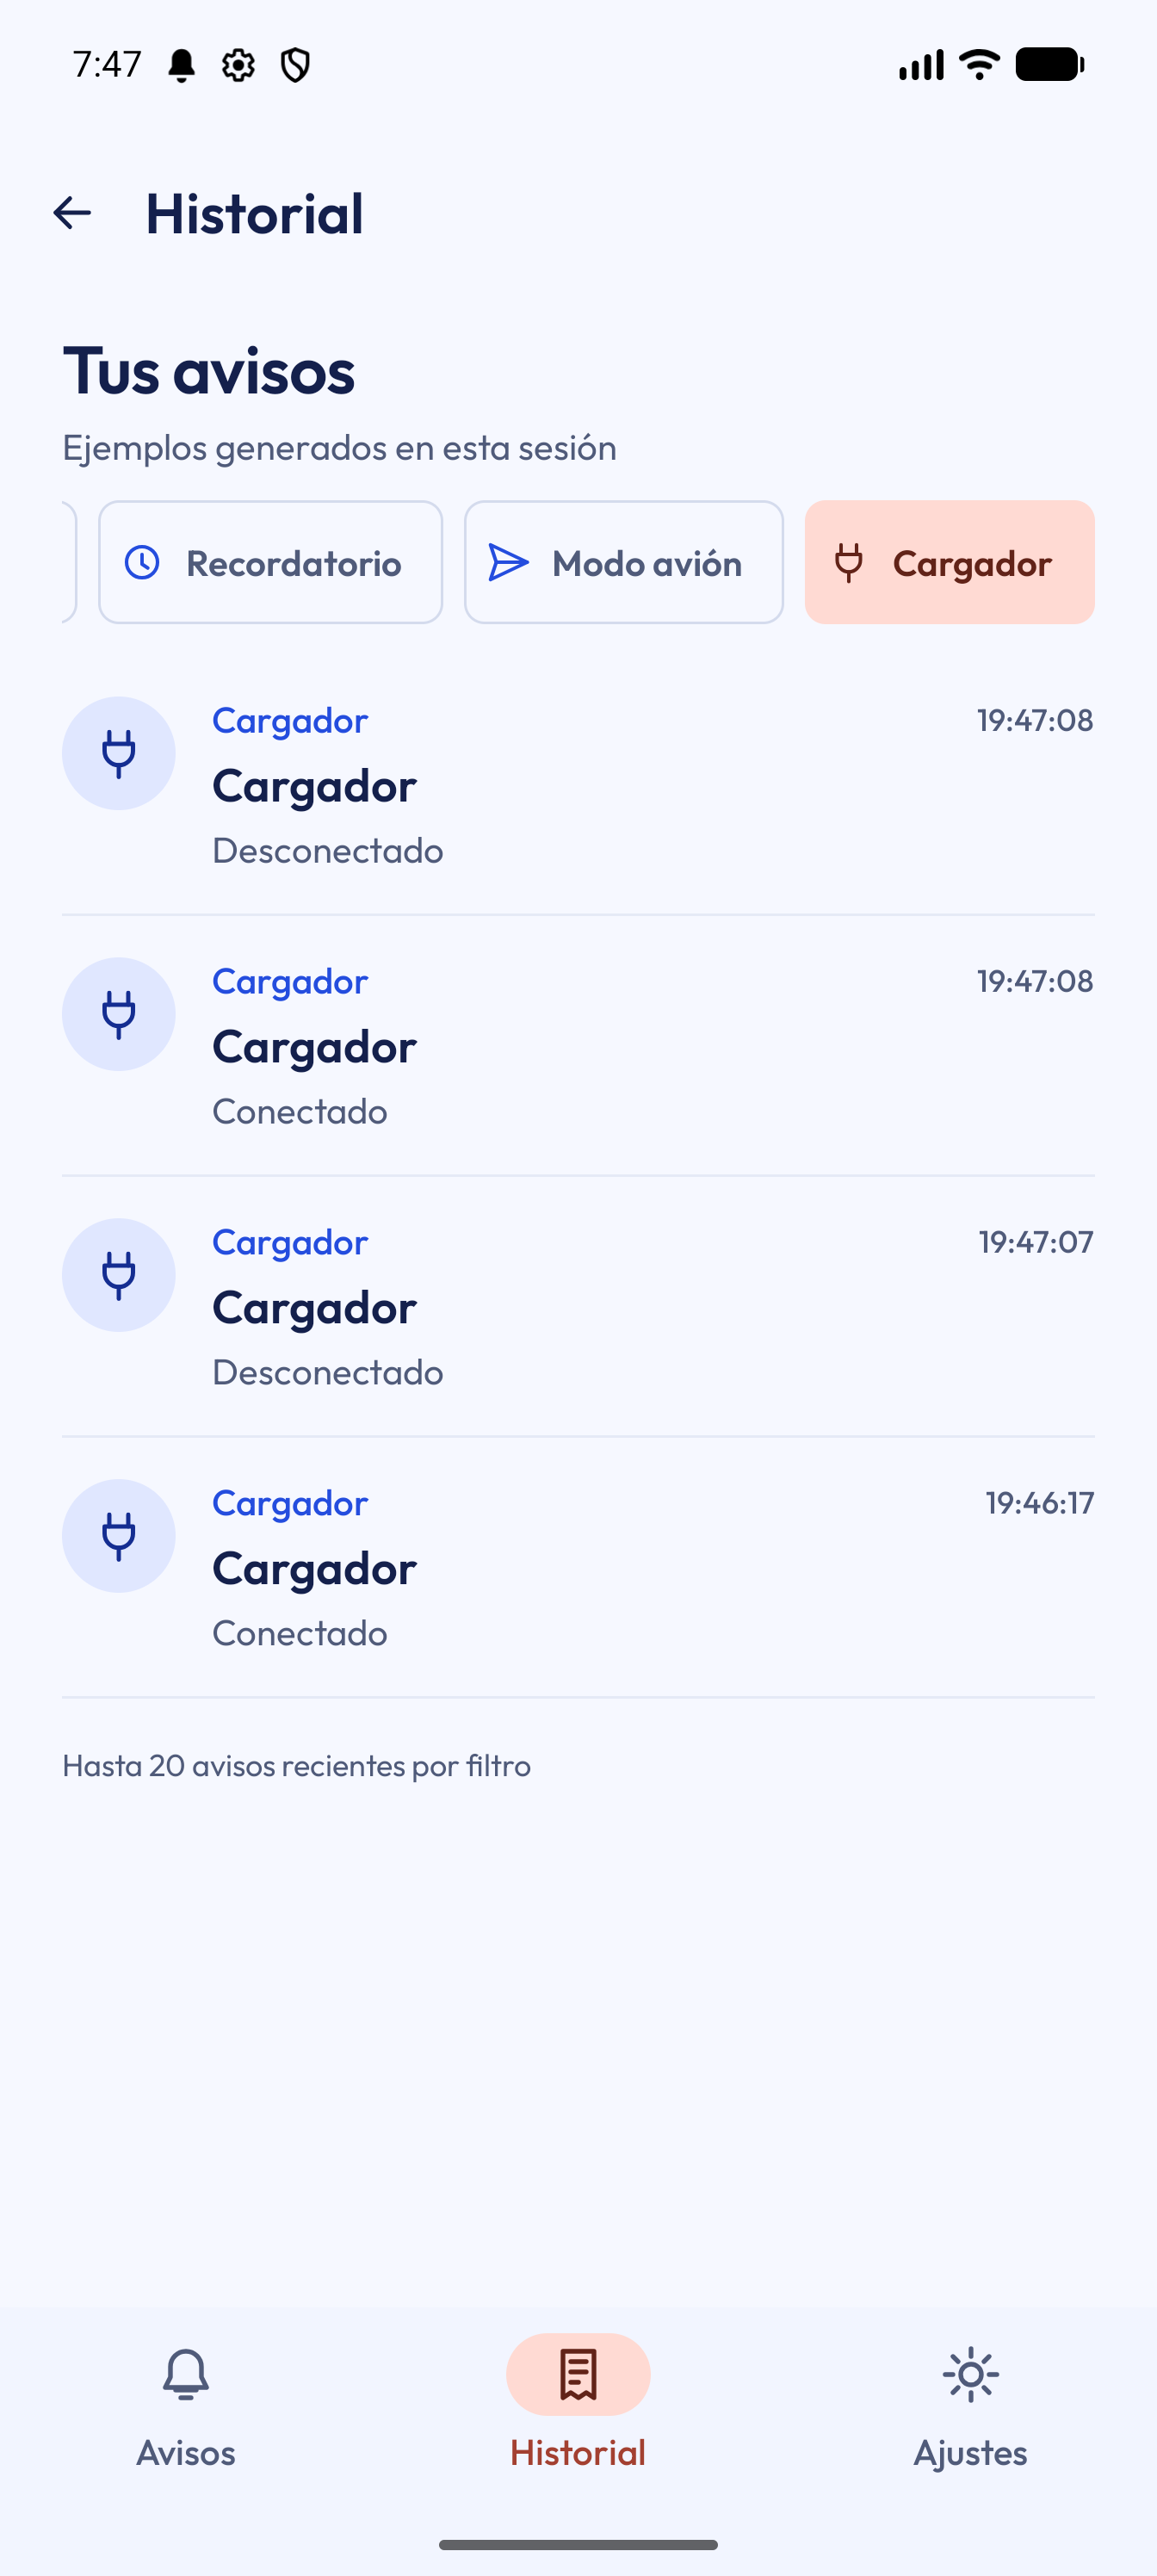 7:47
Historial
Tus avisos
Ejemplos generados en esta sesión
Recordatorio
Modo avión
Cargador
Cargador
19:47:08
Cargador
Desconectado
Cargador
19:47:08
Cargador
Conectado
Cargador
19:47:07
Cargador
Desconectado
Cargador
19:46:17
Cargador
Conectado
Hasta 20 avisos recientes por filtro
Avisos
Historial
Ajustes